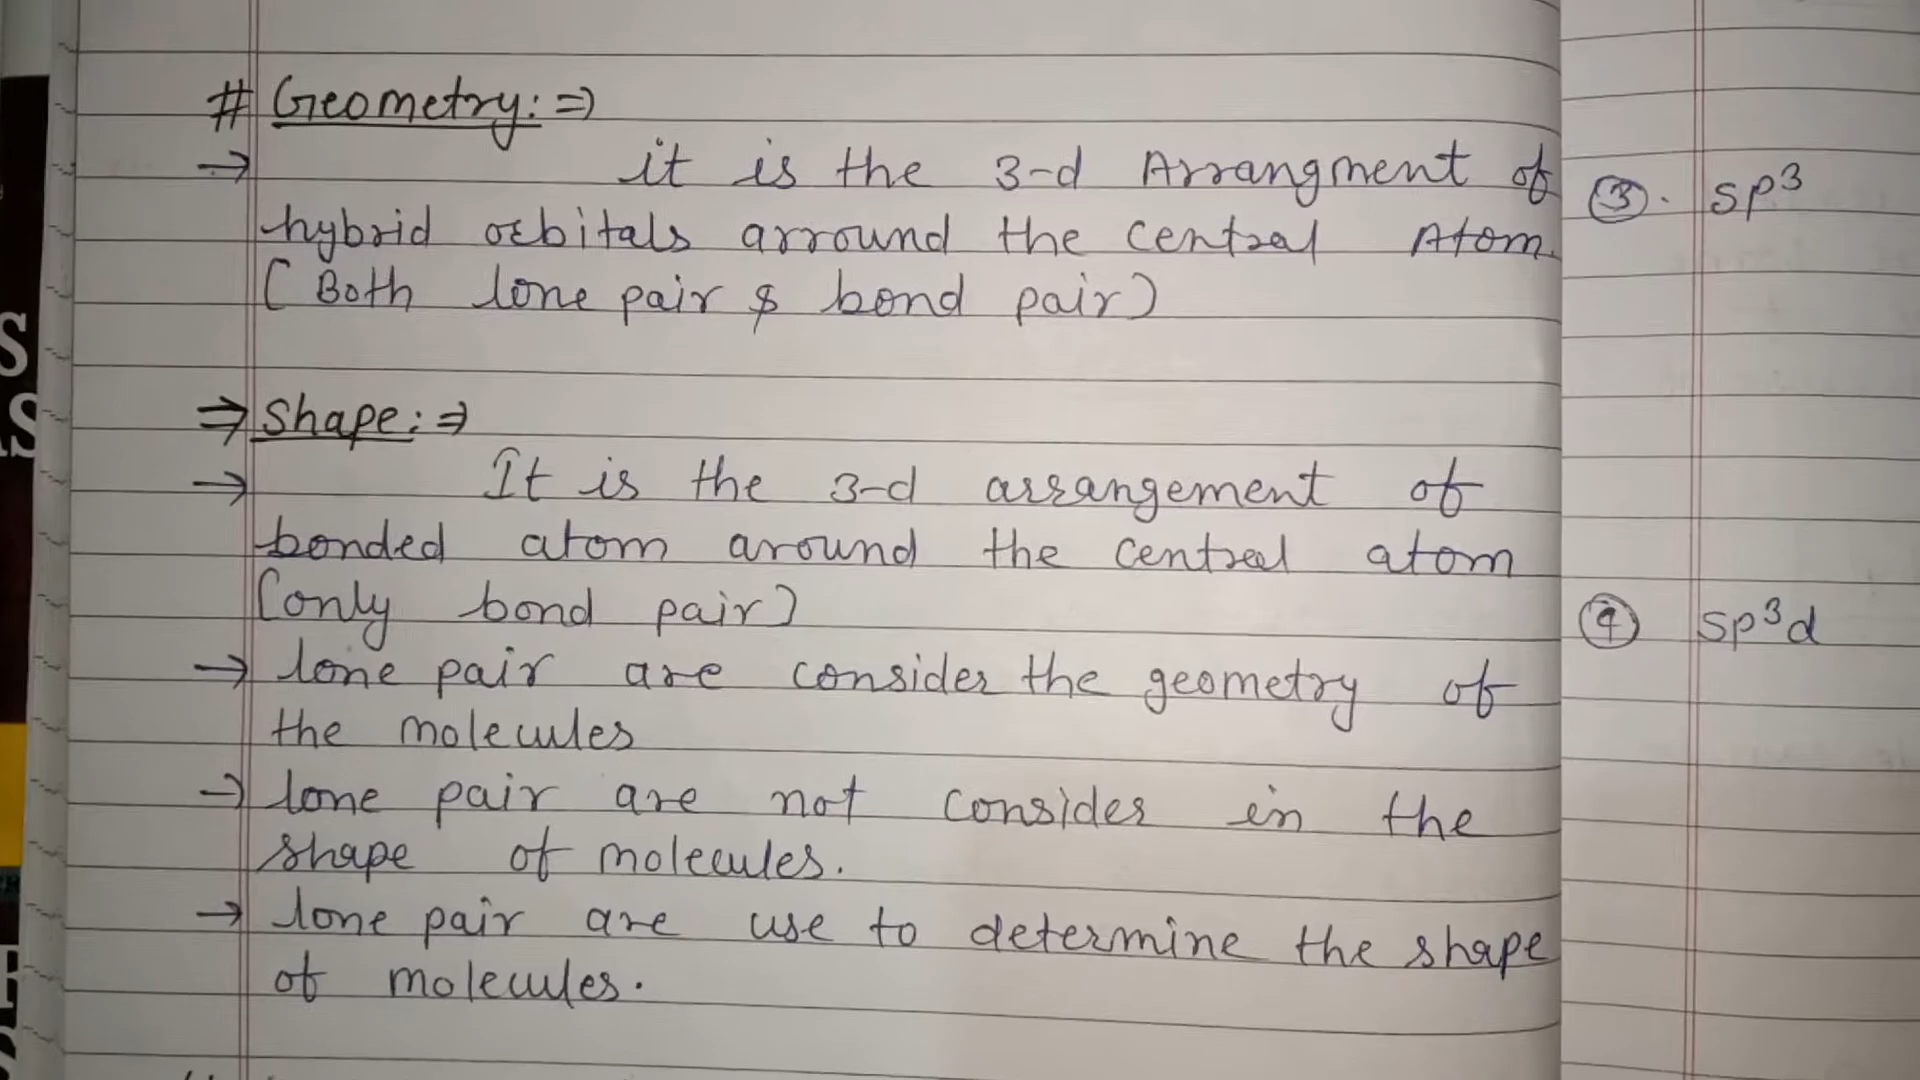 # Geometry: ⇒
→ it is the 3-d Arrangment of
hybrid orbitals arround the central Atom.
(Both lone pair & bond pair)
⇒ Shape: ⇒
→ It is the 3-d arrangement of
bonded atom around the central atom
(only bond pair)
→ lone pair are consider the geometry of
the molecules
→ lone pair are not consider in the
shape of molecules.
→ lone pair are use to determine the shape
of molecules.
③. sp³
④ sp³d